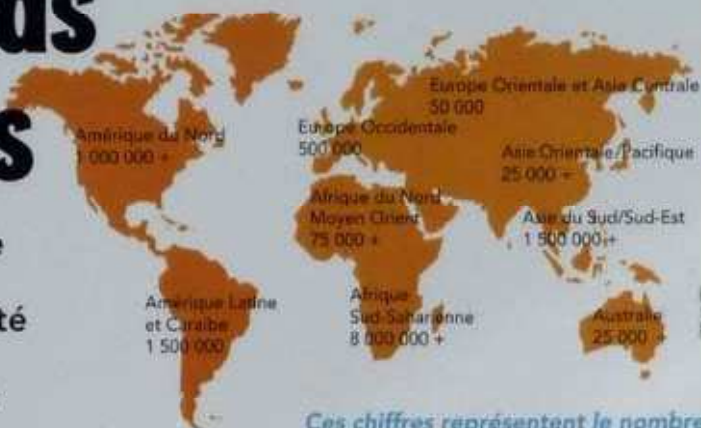 ds
s
e
té
Amérique du Nord
1 000 000 +
Europe Occidentale
500 000
Europe Orientale et Asie Centrale
50 000
Asie Orientale/Pacifique
25 000 +
Afrique du Nord
Moyen Orient
75 000 +
Asie du Sud/Sud-Est
1 500 000 +
Amérique Latine
et Caraïbe
1 500 000
Afrique
Sud-Saharienne
8 000 000 +
Australie
25 000 +
Ces chiffres représentent le nombre